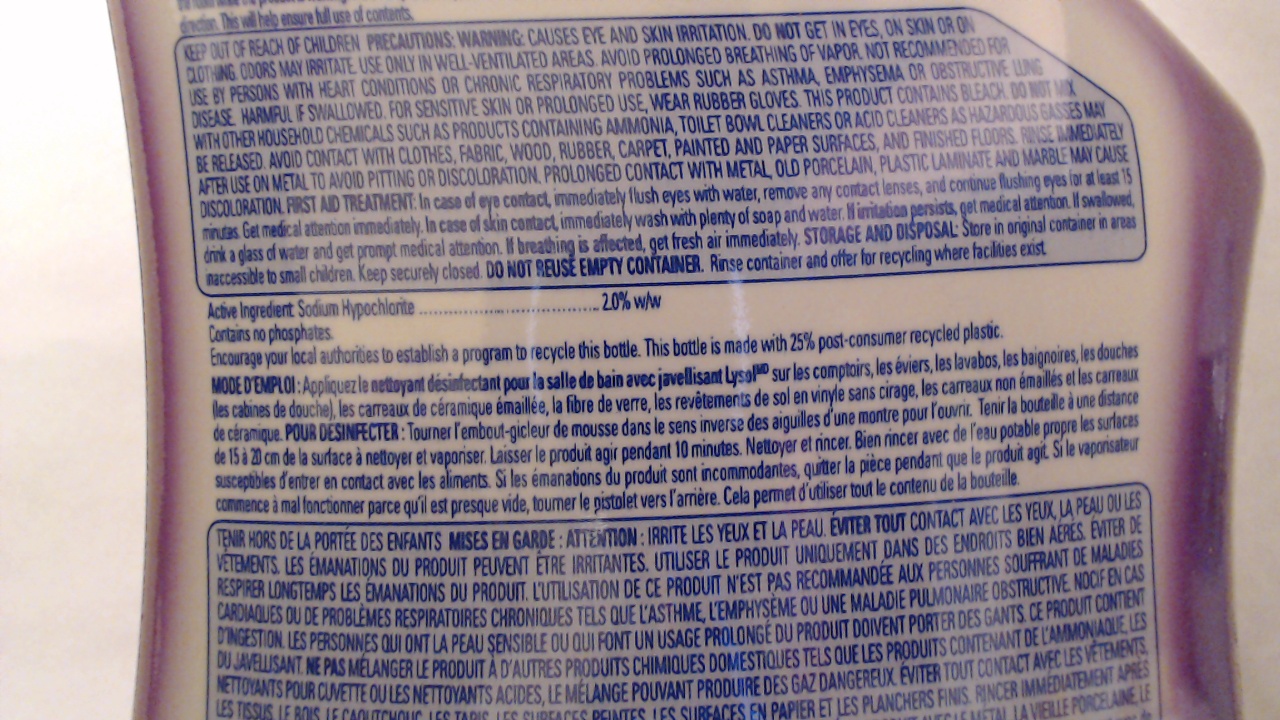 direction. This will help ensure full use of contents.
KEEP OUT OF REACH OF CHILDREN PRECAUTIONS: WARNING: CAUSES EYE AND SKIN IRRITATION. DO NOT GET IN EYES, ON SKIN OR ON
CLOTHING. ODORS MAY IRRITATE. USE ONLY IN WELL-VENTILATED AREAS. AVOID PROLONGED BREATHING OF VAPOR. NOT RECOMMENDED FOR
USE BY PERSONS WITH HEART CONDITIONS OR CHRONIC RESPIRATORY PROBLEMS SUCH AS ASTHMA, EMPHYSEMA OR OBSTRUCTIVE LUNG
DISEASE. HARMFUL IF SWALLOWED. FOR SENSITIVE SKIN OR PROLONGED USE, WEAR RUBBER GLOVES. THIS PRODUCT CONTAINS BLEACH. DO NOT MIX
WITH OTHER HOUSEHOLD CHEMICALS SUCH AS PRODUCTS CONTAINING AMMONIA, TOILET BOWL CLEANERS OR ACID CLEANERS AS HAZARDOUS GASSES MAY
BE RELEASED. AVOID CONTACT WITH CLOTHES, FABRIC, WOOD, RUBBER, CARPET, PAINTED AND PAPER SURFACES, AND FINISHED FLOORS. RINSE IMMEDIATELY
AFTER USE ON METAL TO AVOID PITTING OR DISCOLORATION. PROLONGED CONTACT WITH METAL, OLD PORCELAIN, PLASTIC LAMINATE AND MARBLE MAY CAUSE
DISCOLORATION. FIRST AID TREATMENT: In case of eye contact, immediately flush eyes with water, remove any contact lenses, and continue flushing eyes for at least 15
minutes. Get medical attention immediately. In case of skin contact, immediately wash with plenty of soap and water. If irritation persists, get medical attention. If swallowed,
drink a glass of water and get prompt medical attention. If breathing is affected, get fresh air immediately. STORAGE AND DISPOSAL: Store in original container in areas
inaccessible to small children. Keep securely closed. DO NOT REUSE EMPTY CONTAINER. Rinse container and offer for recycling where facilities exist.
Active Ingredient: Sodium Hypochlorite ........................................ 2.0% w/w
Contains no phosphates.
Encourage your local authorities to establish a program to recycle this bottle. This bottle is made with 25% post-consumer recycled plastic.
MODE D'EMPLOI : Appliquez le nettoyant désinfectant pour la salle de bain avec javellisant Lysol MD sur les comptoirs, les éviers, les lavabos, les baignoires, les douches
(les cabines de douche), les carreaux de céramique émaillée, la fibre de verre, les revêtements de sol en vinyle sans cirage, les carreaux non émaillés et les carreaux
de céramique. POUR DÉSINFECTER : Tourner l'embout-gicleur de mousse dans le sens inverse des aiguilles d'une montre pour l'ouvrir. Tenir la bouteille à une distance
de 15 à 20 cm de la surface à nettoyer et vaporiser. Laisser le produit agir pendant 10 minutes. Nettoyer et rincer. Bien rincer avec de l'eau potable propre les surfaces
susceptibles d'entrer en contact avec les aliments. Si les émanations du produit sont incommodantes, quitter la pièce pendant que le produit agit. Si le vaporisateur
commence à mal fonctionner parce qu'il est presque vide, tourner le pistolet vers l'arrière. Cela permet d'utiliser tout le contenu de la bouteille.
TENIR HORS DE LA PORTÉE DES ENFANTS MISES EN GARDE : ATTENTION : IRRITE LES YEUX ET LA PEAU. ÉVITER TOUT CONTACT AVEC LES YEUX, LA PEAU OU LES
VÊTEMENTS. LES ÉMANATIONS DU PRODUIT PEUVENT ÊTRE IRRITANTES. UTILISER LE PRODUIT UNIQUEMENT DANS DES ENDROITS BIEN AÉRÉS. ÉVITER DE
RESPIRER LONGTEMPS LES ÉMANATIONS DU PRODUIT. L'UTILISATION DE CE PRODUIT N'EST PAS RECOMMANDÉE AUX PERSONNES SOUFFRANT DE MALADIES
CARDIAQUES OU DE PROBLÈMES RESPIRATOIRES CHRONIQUES TELS QUE L'ASTHME, L'EMPHYSÈME OU UNE MALADIE PULMONAIRE OBSTRUCTIVE. NOCIF EN CAS
D'INGESTION. LES PERSONNES QUI ONT LA PEAU SENSIBLE OU QUI FONT UN USAGE PROLONGÉ DU PRODUIT DOIVENT PORTER DES GANTS. CE PRODUIT CONTIENT
DU JAVELLISANT. NE PAS MÉLANGER LE PRODUIT À D'AUTRES PRODUITS CHIMIQUES DOMESTIQUES TELS QUE LES PRODUITS CONTENANT DE L'AMMONIAQUE, LES
NETTOYANTS POUR CUVETTE OU LES NETTOYANTS ACIDES, LE MÉLANGE POUVANT PRODUIRE DES GAZ DANGEREUX. ÉVITER TOUT CONTACT AVEC LES VÊTEMENTS,
LES TISSUS, LE BOIS, LE CAOUTCHOUC, LES TAPIS, LES SURFACES PEINTES, LES SURFACES EN PAPIER ET LES PLANCHERS FINIS. RINCER IMMÉDIATEMENT APRÈS
LE MÉTAL, LA VIEILLE PORCELAINE, LE